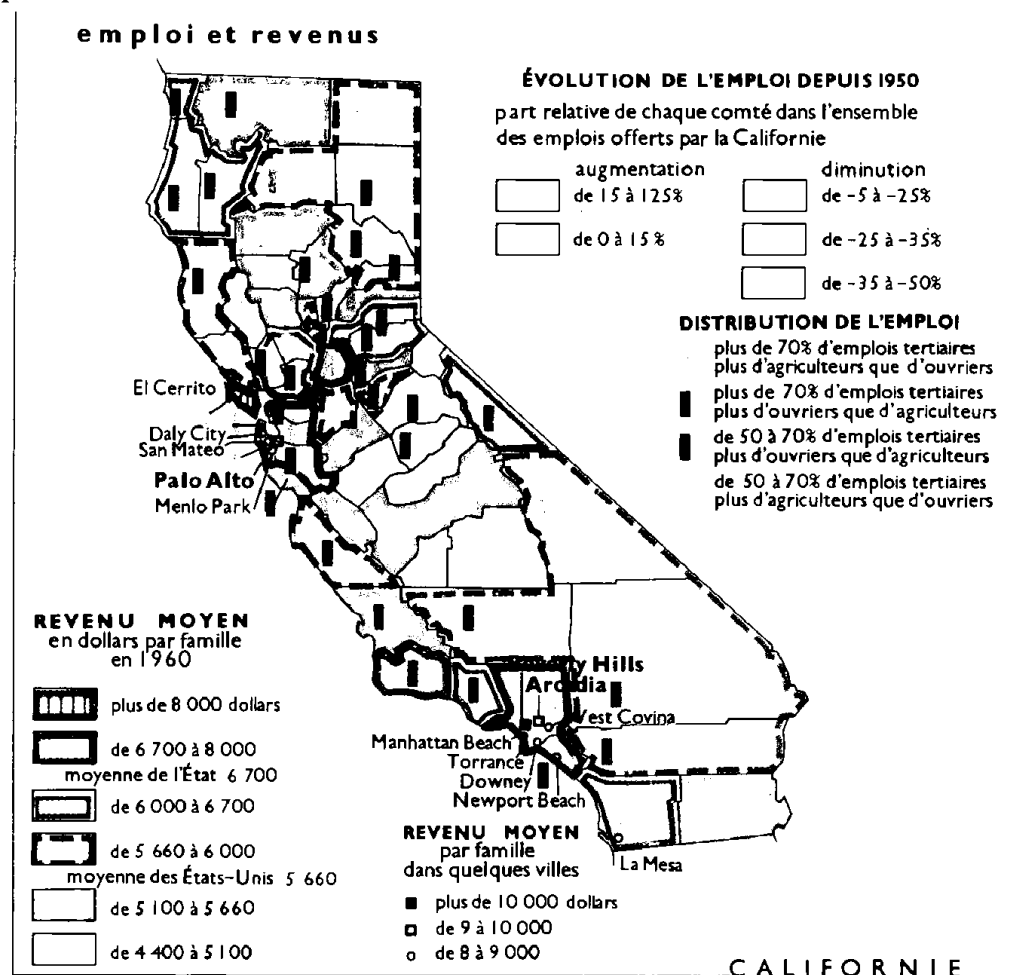 emploi et revenus
ÉVOLUTION DE L'EMPLOI DEPUIS 1950
part relative de chaque comté dans l'ensemble
des emplois offerts par la Californie
augmentation
de 15 à 125%
de 0 à 15 %
diminution
de -5 à -25%
de -25 à -35%
de -35 à -50%
DISTRIBUTION DE L'EMPLOI
plus de 70% d'emplois tertiaires
plus d'agriculteurs que d'ouvriers
plus de 70% d'emplois tertiaires
plus d'ouvriers que d'agriculteurs
de 50 à 70% d'emplois tertiaires
plus d'ouvriers que d'agriculteurs
de 50 à 70% d'emplois tertiaires
plus d'agriculteurs que d'ouvriers
El Cerrito
Daly City
San Mateo
Palo Alto
Menlo Park
Hills
Arcadia
West Covina
Manhattan Beach
Torrance
Downey
Newport Beach
La Mesa
REVENU MOYEN
en dollars par famille
en 1960
plus de 8 000 dollars
de 6 700 à 8 000
moyenne de l'État 6 700
de 6 000 à 6 700
de 5 660 à 6 000
moyenne des États-Unis 5 660
de 5 100 à 5 660
de 4 400 à 5 100
REVENU MOYEN
par famille
dans quelques villes
plus de 10 000 dollars
de 9 à 10 000
de 8 à 9 000
CALIFORNIE